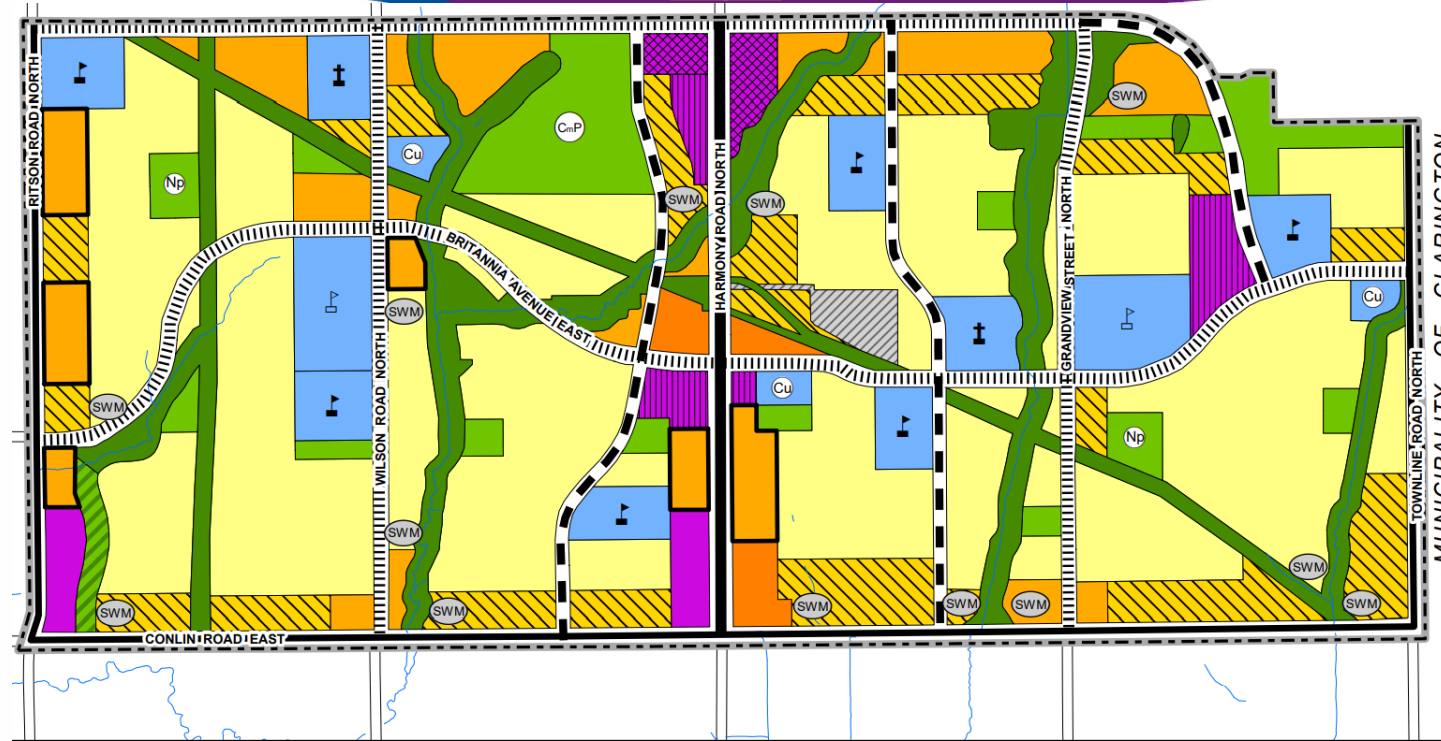 RITSON ROAD NORTH
WILSON ROAD NORTH
HARMONY ROAD NORTH
GRANDVIEW STREET NORTH
TOWNLINE ROAD NORTH
MUNICIPALITY OF CLARINGTON
BRITANNIA AVENUE EAST
CONLIN ROAD EAST
SWM
CmP
Cu
Np
SWM
SWM
Cu
SWM
SWM
Cu
Np
SWM
SWM
SWM
SWM
SWM
SWM
SWM
SWM
SWM